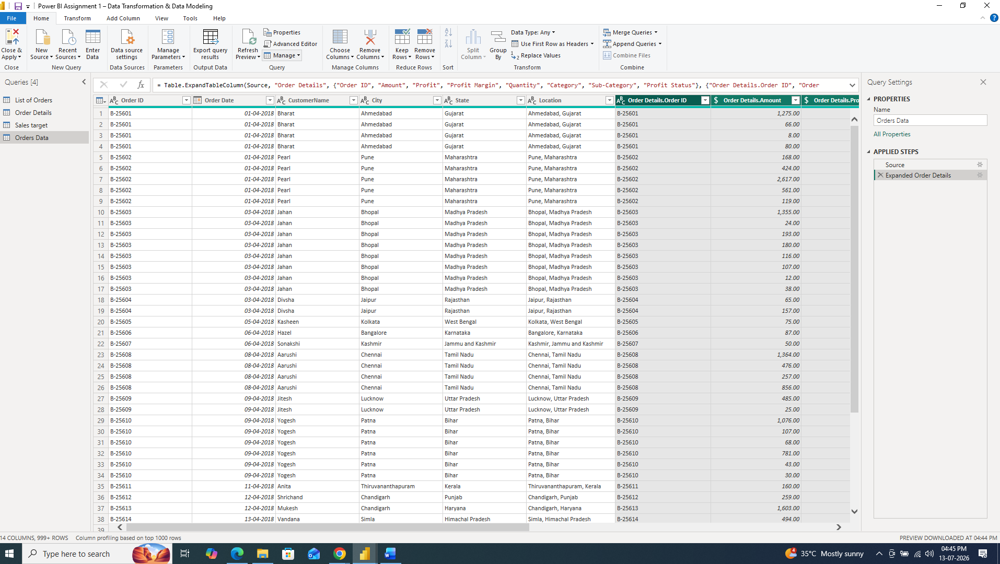 Power BI Assignment 1 – Data Transformation & Data Modeling
File Home Transform Add Column View Tools Help
Close & Apply
New Source
Recent Sources
Enter Data
Data source settings
Manage Parameters
Export query results
Refresh Preview
Properties
Advanced Editor
Manage
Choose Columns
Remove Columns
Keep Rows
Remove Rows
Split Column
Group By
Data Type: Any
Use First Row as Headers
Replace Values
Merge Queries
Append Queries
Combine Files
Close New Query Data Sources Parameters Output Data Query Manage Columns Reduce Rows Sort Transform Combine
Queries [4]
List of Orders
Order Details
Sales target
Orders Data
= Table.ExpandTableColumn(Source, "Order Details", {"Order ID", "Amount", "Profit", "Profit Margin", "Quantity", "Category", "Sub-Category", "Profit Status"}, {"Order Details.Order ID", "Order
Order ID Order Date CustomerName City State Location Order Details.Order ID $ Order Details.Amount $ Order Details.Pro
1 B-25601 01-04-2018 Bharat Ahmedabad Gujarat Ahmedabad, Gujarat B-25601 1,275.00
2 B-25601 01-04-2018 Bharat Ahmedabad Gujarat Ahmedabad, Gujarat B-25601 66.00
3 B-25601 01-04-2018 Bharat Ahmedabad Gujarat Ahmedabad, Gujarat B-25601 8.00
4 B-25601 01-04-2018 Bharat Ahmedabad Gujarat Ahmedabad, Gujarat B-25601 80.00
5 B-25602 01-04-2018 Pearl Pune Maharashtra Pune, Maharashtra B-25602 168.00
6 B-25602 01-04-2018 Pearl Pune Maharashtra Pune, Maharashtra B-25602 424.00
7 B-25602 01-04-2018 Pearl Pune Maharashtra Pune, Maharashtra B-25602 2,617.00
8 B-25602 01-04-2018 Pearl Pune Maharashtra Pune, Maharashtra B-25602 561.00
9 B-25602 01-04-2018 Pearl Pune Maharashtra Pune, Maharashtra B-25602 119.00
10 B-25603 03-04-2018 Jahan Bhopal Madhya Pradesh Bhopal, Madhya Pradesh B-25603 1,355.00
11 B-25603 03-04-2018 Jahan Bhopal Madhya Pradesh Bhopal, Madhya Pradesh B-25603 24.00
12 B-25603 03-04-2018 Jahan Bhopal Madhya Pradesh Bhopal, Madhya Pradesh B-25603 193.00
13 B-25603 03-04-2018 Jahan Bhopal Madhya Pradesh Bhopal, Madhya Pradesh B-25603 180.00
14 B-25603 03-04-2018 Jahan Bhopal Madhya Pradesh Bhopal, Madhya Pradesh B-25603 116.00
15 B-25603 03-04-2018 Jahan Bhopal Madhya Pradesh Bhopal, Madhya Pradesh B-25603 107.00
16 B-25603 03-04-2018 Jahan Bhopal Madhya Pradesh Bhopal, Madhya Pradesh B-25603 12.00
17 B-25603 03-04-2018 Jahan Bhopal Madhya Pradesh Bhopal, Madhya Pradesh B-25603 38.00
18 B-25604 03-04-2018 Divsha Jaipur Rajasthan Jaipur, Rajasthan B-25604 65.00
19 B-25604 03-04-2018 Divsha Jaipur Rajasthan Jaipur, Rajasthan B-25604 157.00
20 B-25605 05-04-2018 Kasheen Kolkata West Bengal Kolkata, West Bengal B-25605 75.00
21 B-25606 06-04-2018 Hazel Bangalore Karnataka Bangalore, Karnataka B-25606 87.00
22 B-25607 06-04-2018 Sonakshi Kashmir Jammu and Kashmir Kashmir, Jammu and Kashmir B-25607 50.00
23 B-25608 08-04-2018 Aarushi Chennai Tamil Nadu Chennai, Tamil Nadu B-25608 1,364.00
24 B-25608 08-04-2018 Aarushi Chennai Tamil Nadu Chennai, Tamil Nadu B-25608 476.00
25 B-25608 08-04-2018 Aarushi Chennai Tamil Nadu Chennai, Tamil Nadu B-25608 257.00
26 B-25608 08-04-2018 Aarushi Chennai Tamil Nadu Chennai, Tamil Nadu B-25608 856.00
27 B-25609 09-04-2018 Jitesh Lucknow Uttar Pradesh Lucknow, Uttar Pradesh B-25609 485.00
28 B-25609 09-04-2018 Jitesh Lucknow Uttar Pradesh Lucknow, Uttar Pradesh B-25609 25.00
29 B-25610 09-04-2018 Yogesh Patna Bihar Patna, Bihar B-25610 1,076.00
30 B-25610 09-04-2018 Yogesh Patna Bihar Patna, Bihar B-25610 107.00
31 B-25610 09-04-2018 Yogesh Patna Bihar Patna, Bihar B-25610 68.00
32 B-25610 09-04-2018 Yogesh Patna Bihar Patna, Bihar B-25610 781.00
33 B-25610 09-04-2018 Yogesh Patna Bihar Patna, Bihar B-25610 43.00
34 B-25610 09-04-2018 Yogesh Patna Bihar Patna, Bihar B-25610 30.00
35 B-25611 11-04-2018 Anita Thiruvananthapuram Kerala Thiruvananthapuram, Kerala B-25611 160.00
36 B-25612 12-04-2018 Shrichand Chandigarh Punjab Chandigarh, Punjab B-25612 259.00
37 B-25613 12-04-2018 Mukesh Chandigarh Haryana Chandigarh, Haryana B-25613 1,603.00
38 B-25614 13-04-2018 Vandana Simla Himachal Pradesh Simla, Himachal Pradesh B-25614 494.00
39
Query Settings
PROPERTIES
Name
Orders Data
All Properties
APPLIED STEPS
Source
Expanded Order Details
14 COLUMNS, 999+ ROWS Column profiling based on top 1000 rows
PREVIEW DOWNLOADED AT 04:44 PM
Type here to search
4
35°C Mostly sunny
04:45 PM
13-07-2026